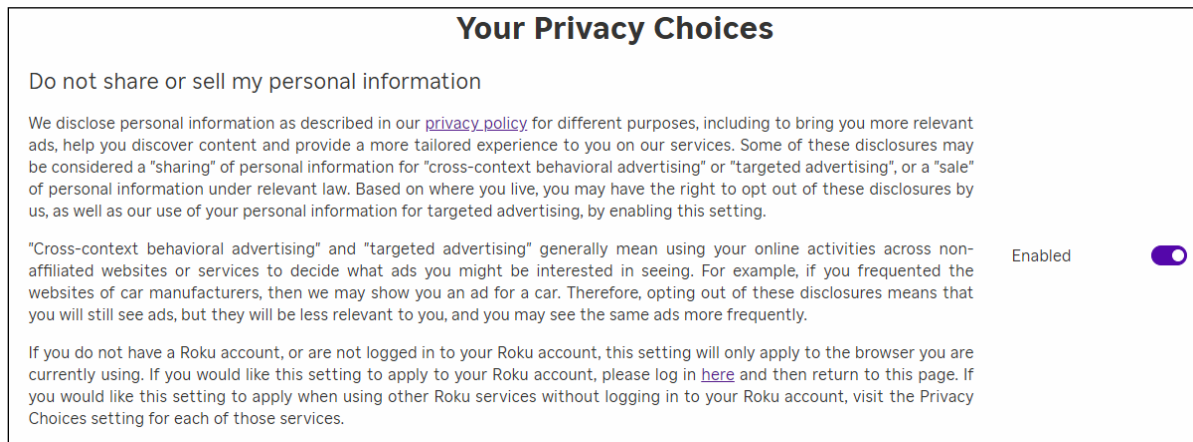 Your Privacy Choices
Do not share or sell my personal information
We disclose personal information as described in our privacy policy for different purposes, including to bring you more relevant
ads, help you discover content and provide a more tailored experience to you on our services. Some of these disclosures may
be considered a "sharing" of personal information for "cross-context behavioral advertising" or "targeted advertising", or a "sale"
of personal information under relevant law. Based on where you live, you may have the right to opt out of these disclosures by
us, as well as our use of your personal information for targeted advertising, by enabling this setting.
"Cross-context behavioral advertising" and "targeted advertising" generally mean using your online activities across non-
affiliated websites or services to decide what ads you might be interested in seeing. For example, if you frequented the
websites of car manufacturers, then we may show you an ad for a car. Therefore, opting out of these disclosures means that
you will still see ads, but they will be less relevant to you, and you may see the same ads more frequently.
Enabled
If you do not have a Roku account, or are not logged in to your Roku account, this setting will only apply to the browser you are
currently using. If you would like this setting to apply to your Roku account, please log in here and then return to this page. If
you would like this setting to apply when using other Roku services without logging in to your Roku account, visit the Privacy
Choices setting for each of those services.